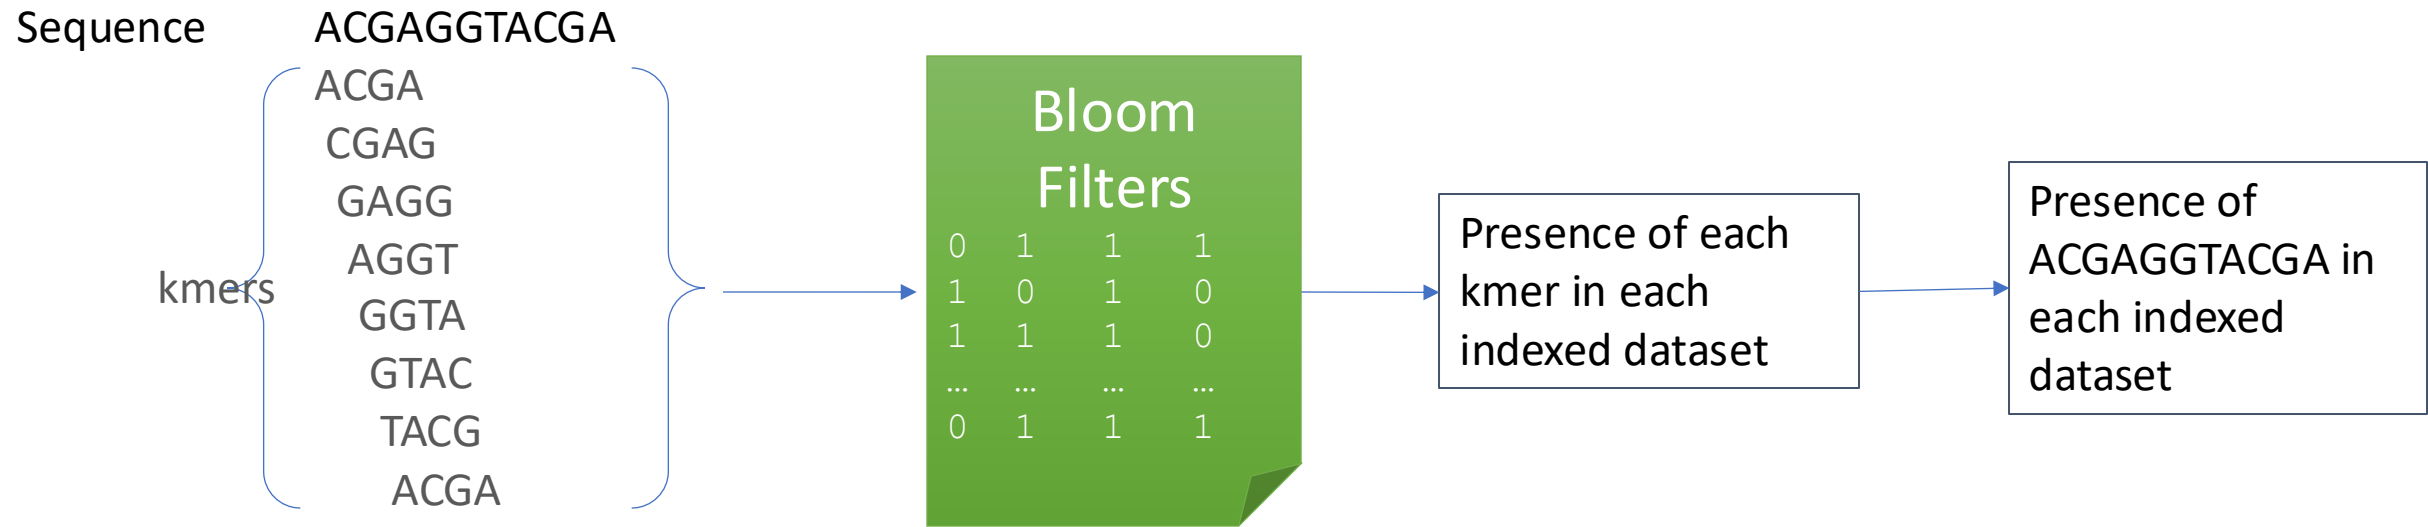 Sequence ACGAGGTACGA
ACGA
CGAG
GAGG
AGGT
kmers
GGTA
GTAC
TACG
ACGA
Bloom
Filters
0 1 1 1
1 0 1 0
1 1 1 0
... ... ... ...
0 1 1 1
Presence of each
kmer in each
indexed dataset
Presence of
ACGAGGTACGA in
each indexed
dataset